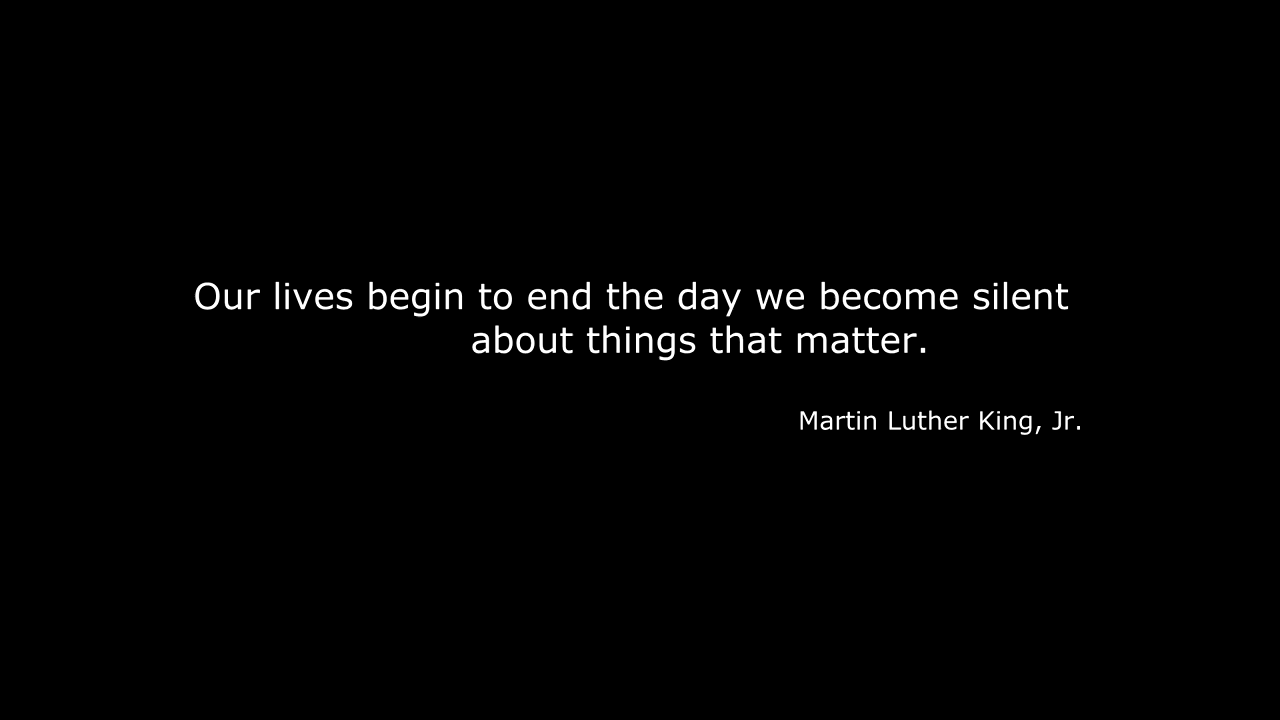 Our lives begin to end the day we become silent
about things that matter.
Martin Luther King, Jr.